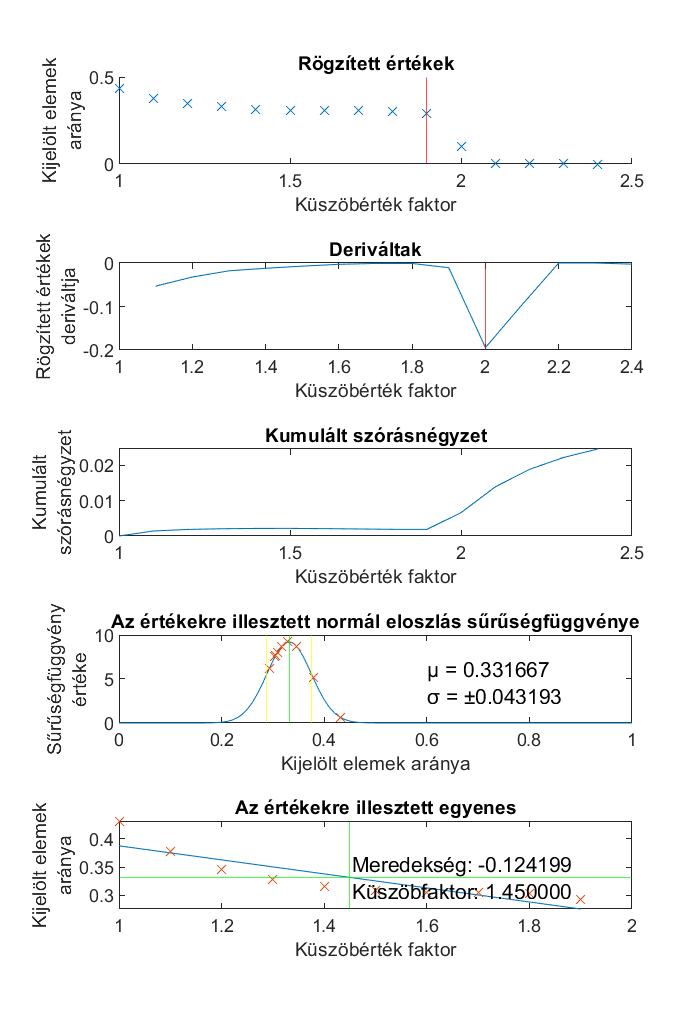 Rögzített értékek
Kijelölt elemek
aránya
0.5
0
1
1.5
2
2.5
Küszöbérték faktor
Deriváltak
Rögzített értékek
deriváltja
0
-0.1
-0.2
1
1.2
1.4
1.6
1.8
2
2.2
2.4
Küszöbérték faktor
Kumulált szórásnégyzet
Kumulált
szórásnégyzet
0.02
0.01
0
1
1.5
2
2.5
Küszöbérték faktor
Az értékekre illesztett normál eloszlás sűrűségfüggvénye
Sűrűségfüggvény
értéke
10
5
0
μ = 0.331667
σ = ±0.043193
0
0.2
0.4
0.6
0.8
1
Kijelölt elemek aránya
Az értékekre illesztett egyenes
Kijelölt elemek
aránya
0.4
0.35
0.3
Meredekség: -0.124199
Küszöbfaktor: 1.450000
1
1.2
1.4
1.6
1.8
2
Küszöbérték faktor